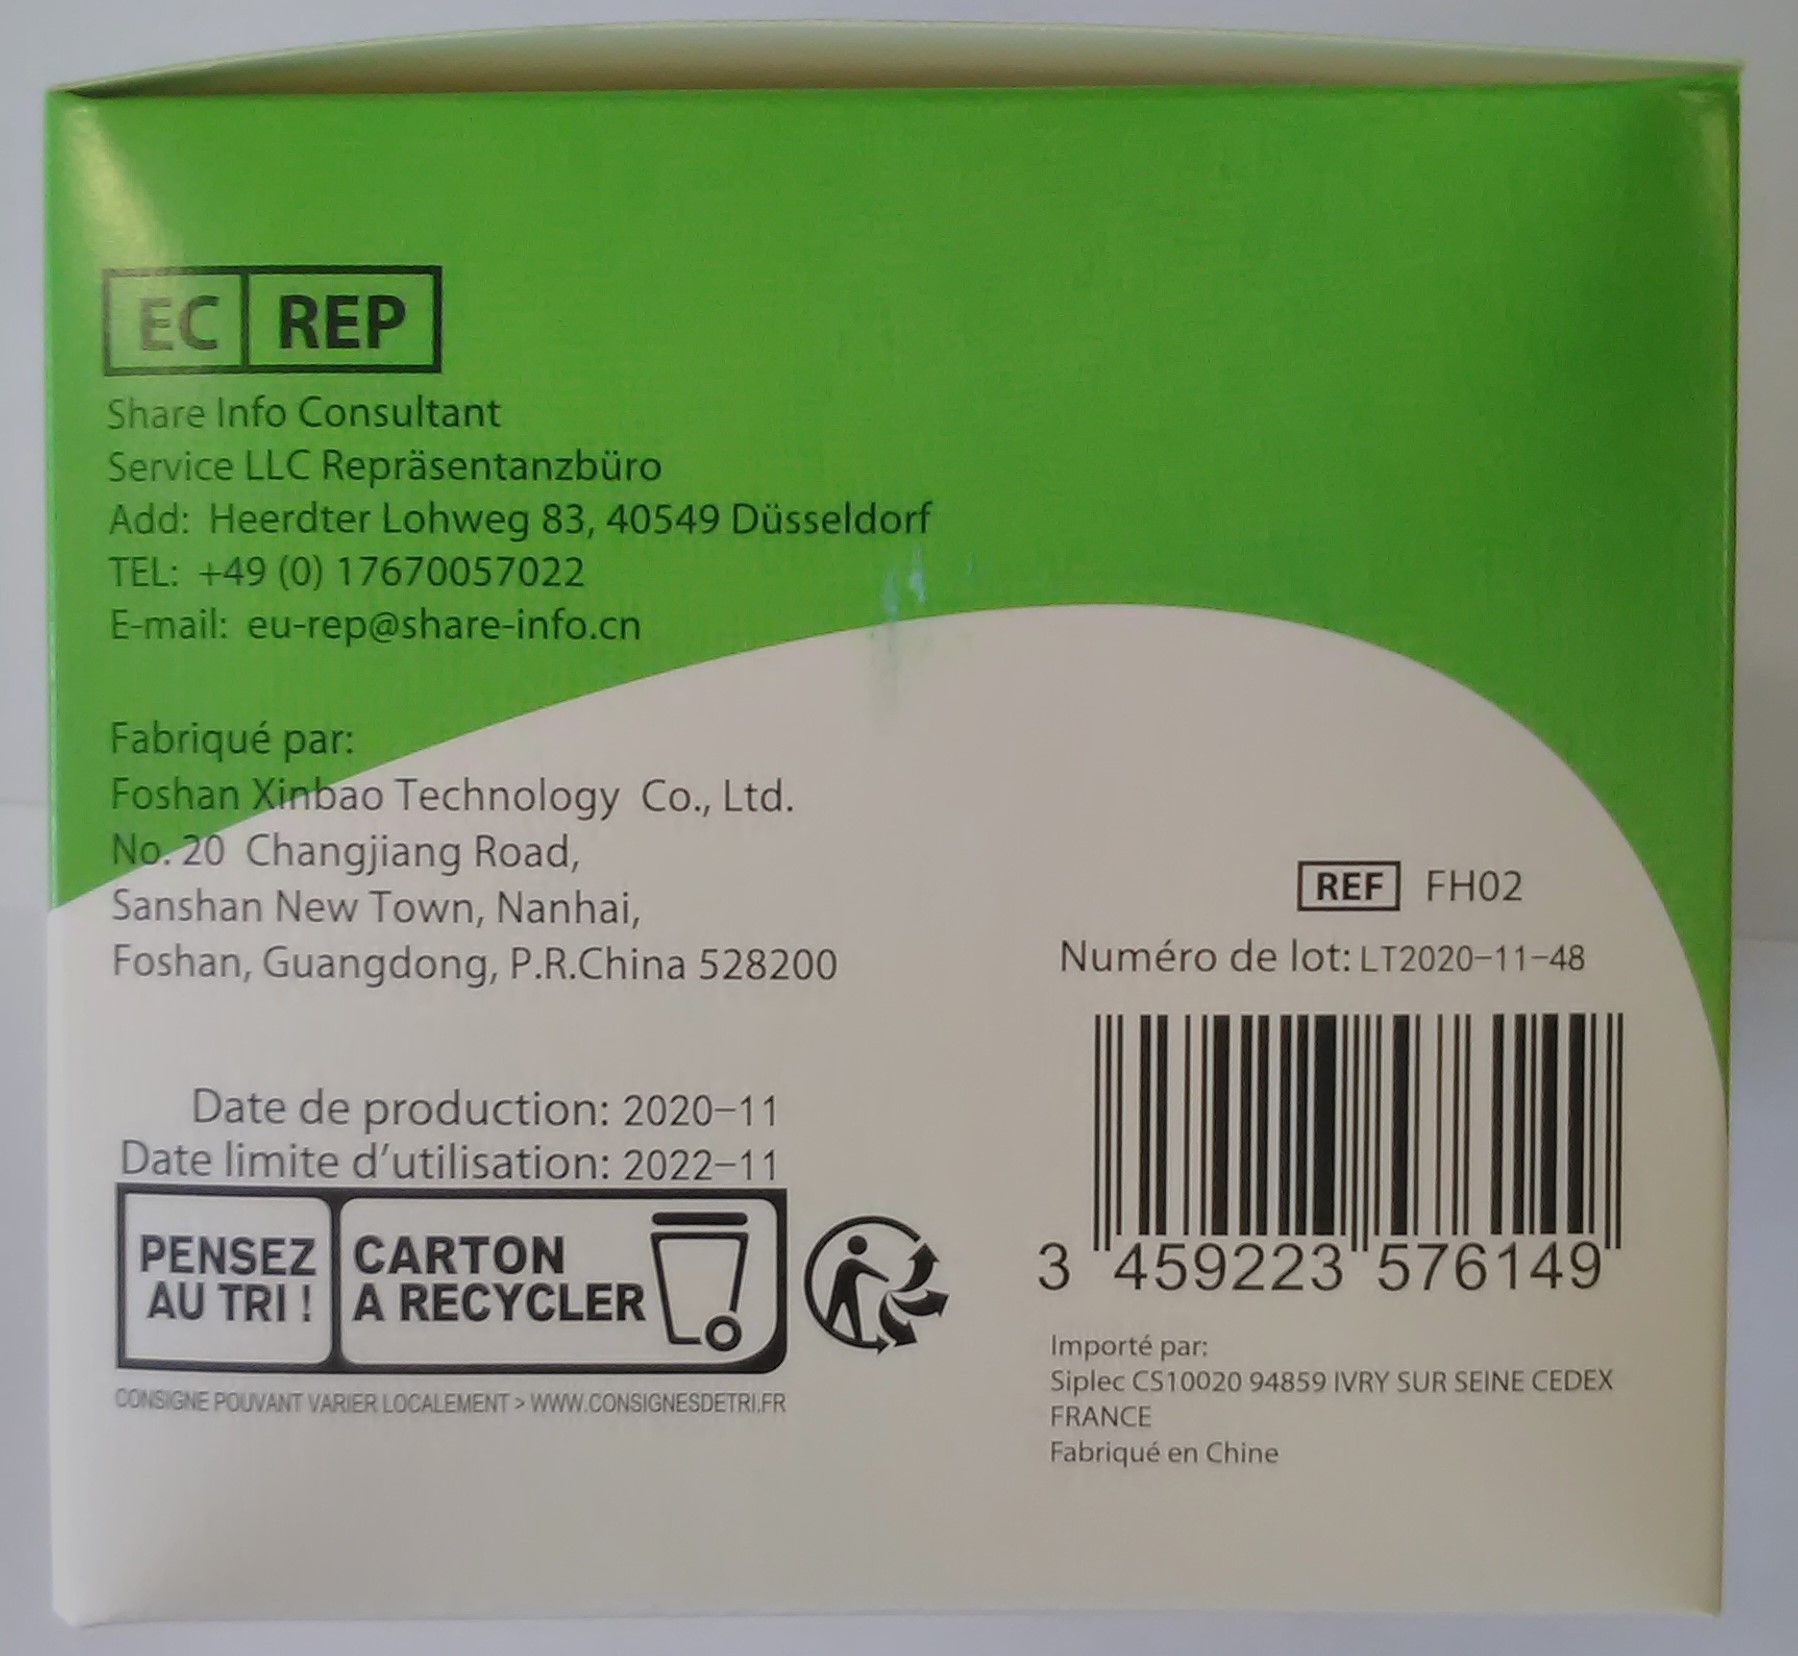 EC REP
Share Info Consultant
Service LLC Repräsentanzbüro
Add: Heerdter Lohweg 83, 40549 Düsseldorf
TEL: +49 (0) 17670057022
E-mail: eu-rep@share-info.cn
Fabriqué par:
Foshan Xinbao Technology Co., Ltd.
No. 20 Changjiang Road,
Sanshan New Town, Nanhai,
Foshan, Guangdong, P.R.China 528200
Date de production: 2020-11
Date limite d'utilisation: 2022-11
PENSEZ
AU TRI !
CARTON
A RECYCLER
CONSIGNE POUVANT VARIER LOCALEMENT > WWW.CONSIGNESDETRI.FR
REF FH02
Numéro de lot: LT2020-11-48
3 459223 576149
Importé par:
Siplec CS10020 94859 IVRY SUR SEINE CEDEX
FRANCE
Fabriqué en Chine